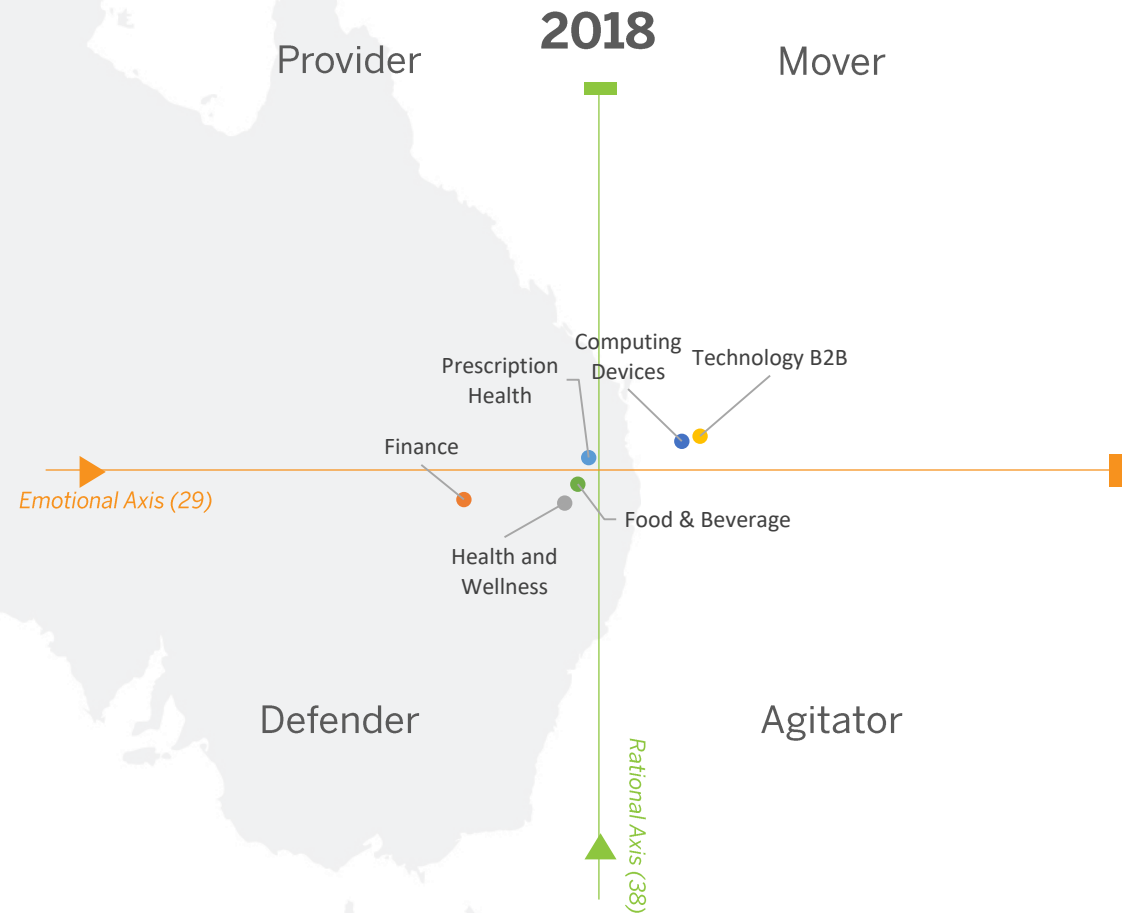 2018
Provider
Mover
Computing
Devices
Technology B2B
Prescription
Health
Finance
Emotional Axis (29)
Food & Beverage
Health and
Wellness
Defender
Agitator
Rational Axis (38)